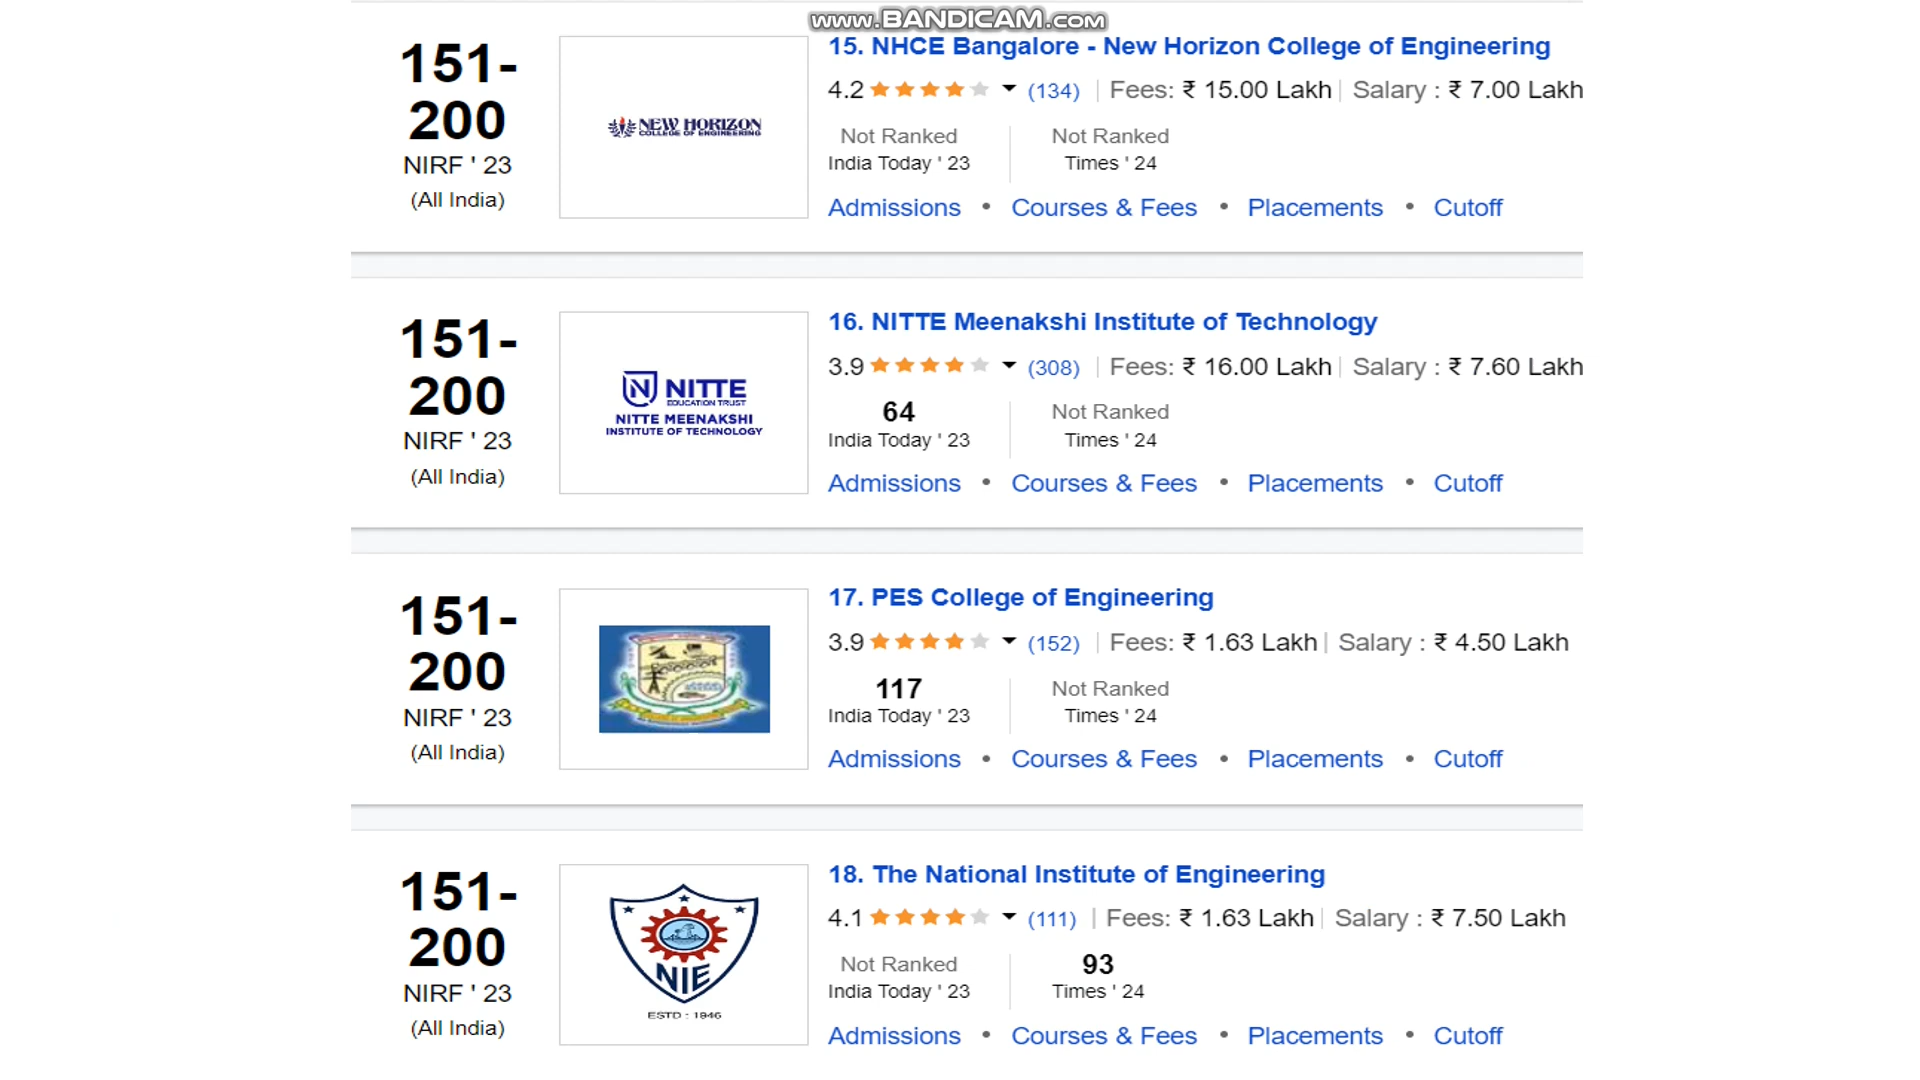 www.BANDICAM.com
151-
200
NIRF ' 23
(All India)
NEW HORIZON
COLLEGE OF ENGINEERING
15. NHCE Bangalore - New Horizon College of Engineering
4.2 (134) Fees: ₹ 15.00 Lakh Salary : ₹ 7.00 Lakh
Not Ranked Not Ranked
India Today ' 23 Times ' 24
Admissions • Courses & Fees • Placements • Cutoff
151-
200
NIRF ' 23
(All India)
N NITTE
EDUCATION TRUST
NITTE MEENAKSHI
INSTITUTE OF TECHNOLOGY
16. NITTE Meenakshi Institute of Technology
3.9 (308) Fees: ₹ 16.00 Lakh Salary : ₹ 7.60 Lakh
64 Not Ranked
India Today ' 23 Times ' 24
Admissions • Courses & Fees • Placements • Cutoff
151-
200
NIRF ' 23
(All India)
17. PES College of Engineering
3.9 (152) Fees: ₹ 1.63 Lakh Salary : ₹ 4.50 Lakh
117 Not Ranked
India Today ' 23 Times ' 24
Admissions • Courses & Fees • Placements • Cutoff
151-
200
NIRF ' 23
(All India)
NIE
ESTD : 1946
18. The National Institute of Engineering
4.1 (111) Fees: ₹ 1.63 Lakh Salary : ₹ 7.50 Lakh
Not Ranked 93
India Today ' 23 Times ' 24
Admissions • Courses & Fees • Placements • Cutoff